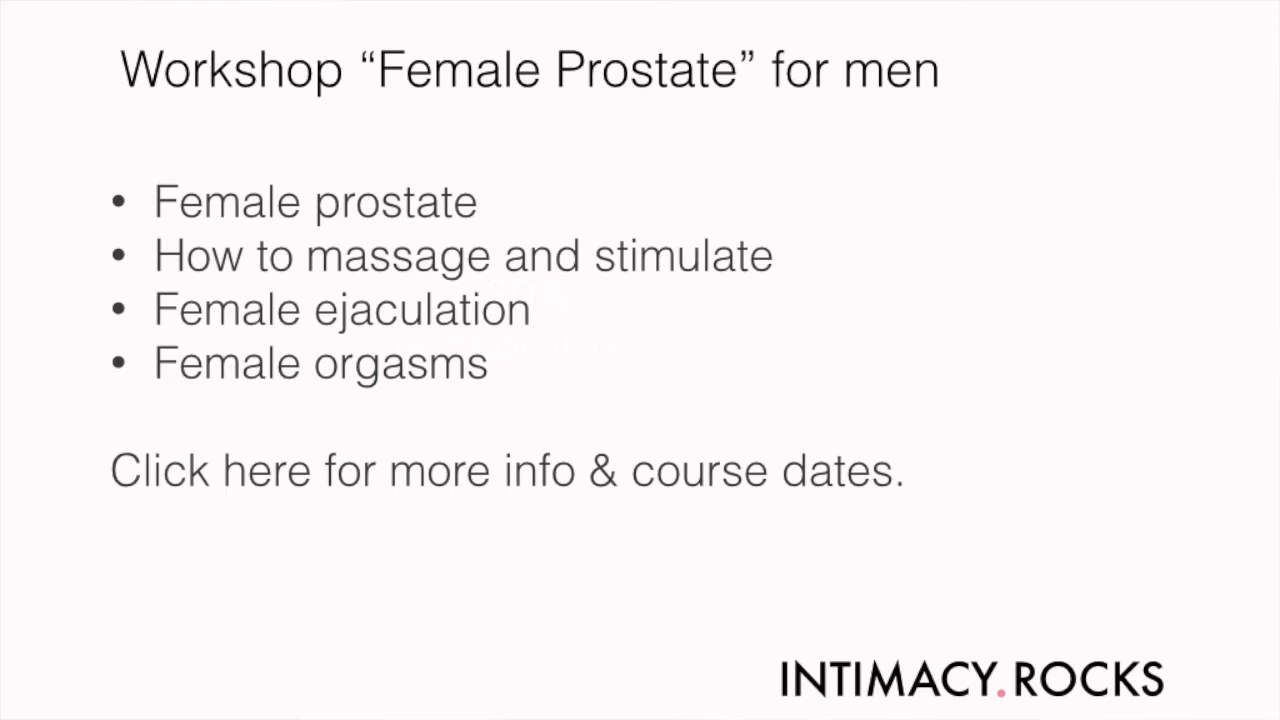 Workshop “Female Prostate” for men
• Female prostate
• How to massage and stimulate
• Female ejaculation
• Female orgasms
Click here for more info & course dates.
INTIMACY.ROCKS